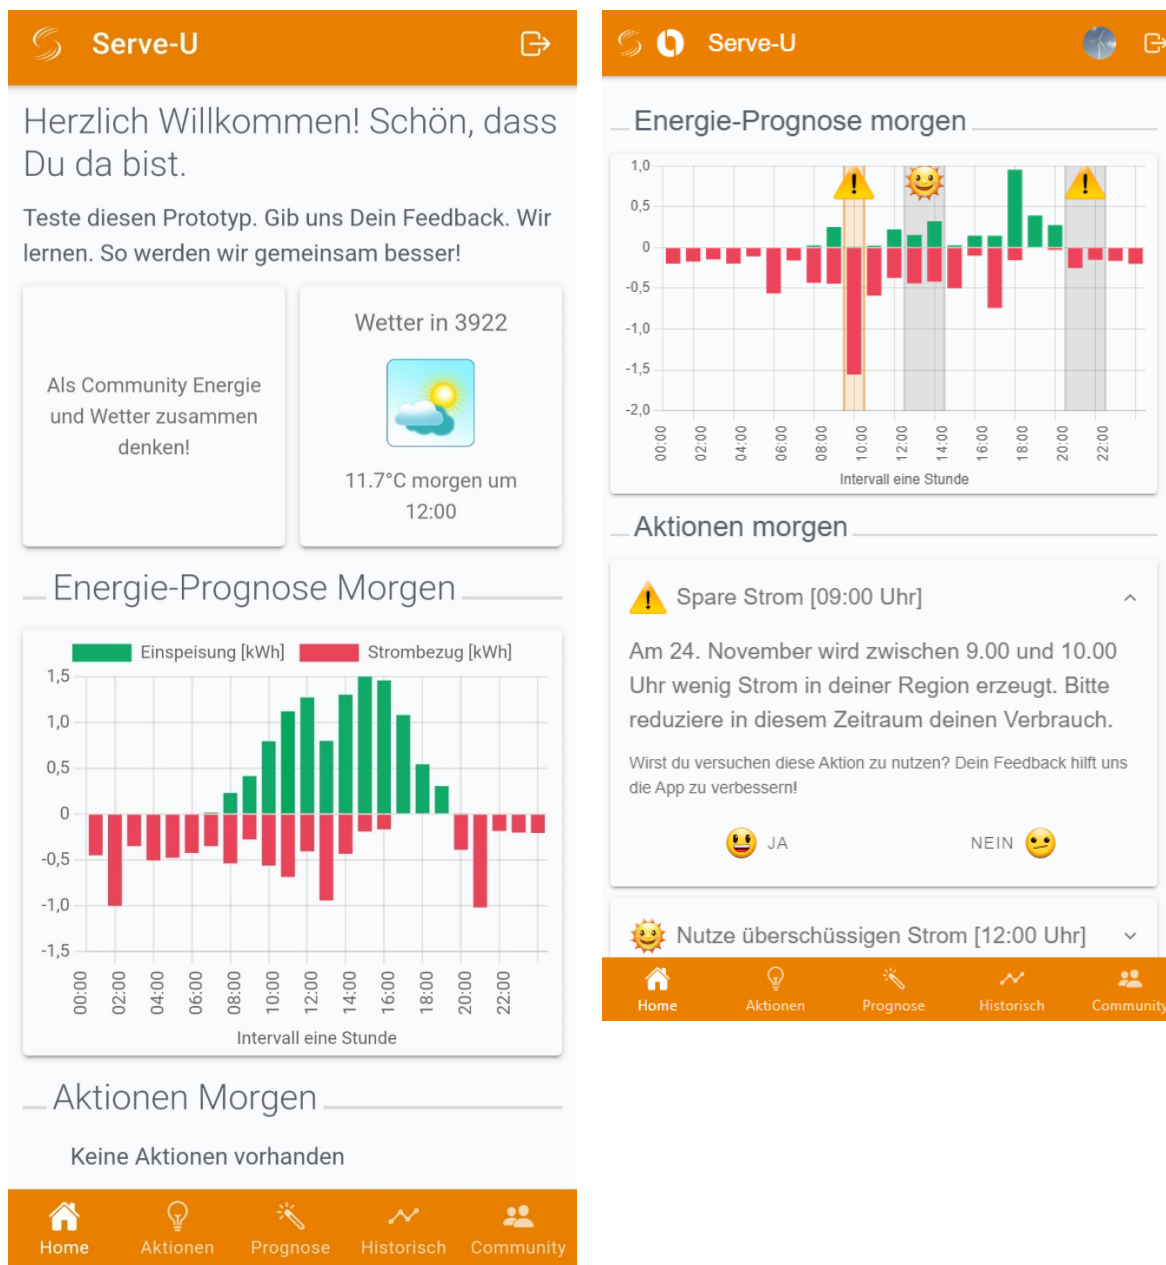 Serve-U
Herzlich Willkommen! Schön, dass
Du da bist.
Teste diesen Prototyp. Gib uns Dein Feedback. Wir
lernen. So werden wir gemeinsam besser!
Als Community Energie
und Wetter zusammen
denken!
Wetter in 3922
11.7°C morgen um
12:00
Energie-Prognose Morgen
Einspeisung [kWh] Strombezug [kWh]
1,5
1,0
0,5
0
-0,5
-1,0
-1,5
00:00 02:00 04:00 06:00 08:00 10:00 12:00 14:00 16:00 18:00 20:00 22:00
Intervall eine Stunde
Aktionen Morgen
Keine Aktionen vorhanden
Home Aktionen Prognose Historisch Community
Serve-U
Energie-Prognose morgen
1,0
0,5
0
-0,5
-1,0
-1,5
-2,0
00:00 02:00 04:00 06:00 08:00 10:00 12:00 14:00 16:00 18:00 20:00 22:00
Intervall eine Stunde
Aktionen morgen
Spare Strom [09:00 Uhr]
Am 24. November wird zwischen 9.00 und 10.00
Uhr wenig Strom in deiner Region erzeugt. Bitte
reduziere in diesem Zeitraum deinen Verbrauch.
Wirst du versuchen diese Aktion zu nutzen? Dein Feedback hilft uns
die App zu verbessern!
JA NEIN
Nutze überschüssigen Strom [12:00 Uhr]
Home Aktionen Prognose Historisch Community